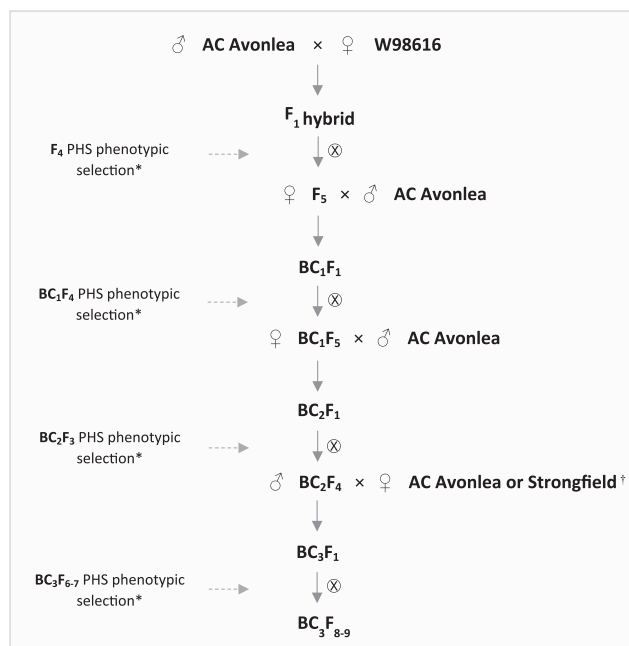 ♂ AC Avonlea × ♀ W98616
F₁ hybrid
F₄ PHS phenotypic
selection*
ⓧ
♀ F₅ × ♂ AC Avonlea
BC₁F₁
BC₁F₄ PHS phenotypic
selection*
ⓧ
♀ BC₁F₅ × ♂ AC Avonlea
BC₂F₁
BC₂F₃ PHS phenotypic
selection*
ⓧ
♂ BC₂F₄ × ♀ AC Avonlea or Strongfield †
BC₃F₁
BC₃F₆₋₇ PHS phenotypic
selection*
ⓧ
BC₃F₈₋₉